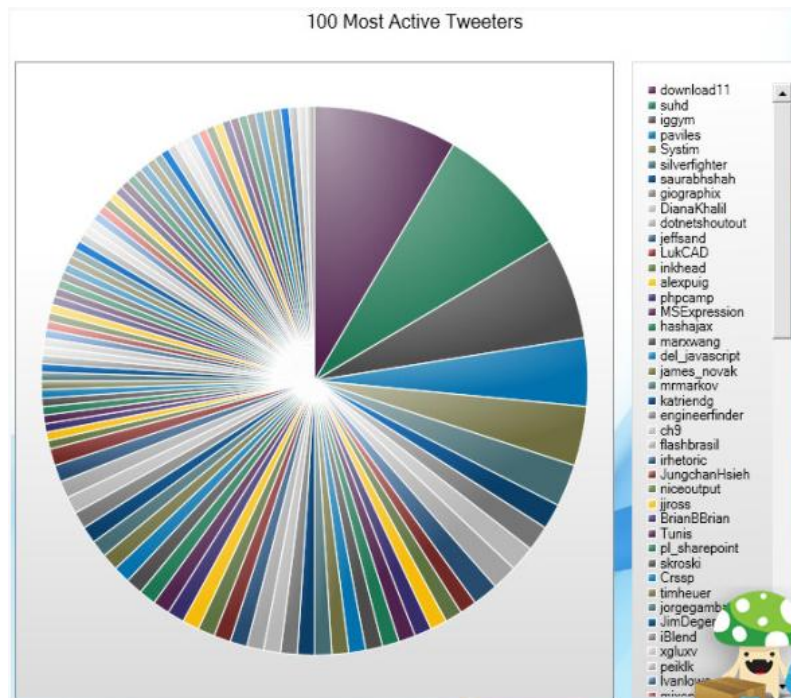 100 Most Active Tweeters
download11
suhd
iggym
paviles
Systim
silverfighter
saurabhshah
giographix
DianaKhalil
dotnetshoutout
jeffsand
LukCAD
inkhead
alexpuig
phpcamp
MSExpression
hashajax
marxwang
del_javascript
james_novak
mrmarkov
katriendg
engineerfinder
ch9
flashbrasil
irhetoric
JungchanHsieh
niceoutput
jjross
BrianBBrian
Tunis
pl_sharepoint
skroski
Crssp
timheuer
iBlend
xgluxv
peiklk